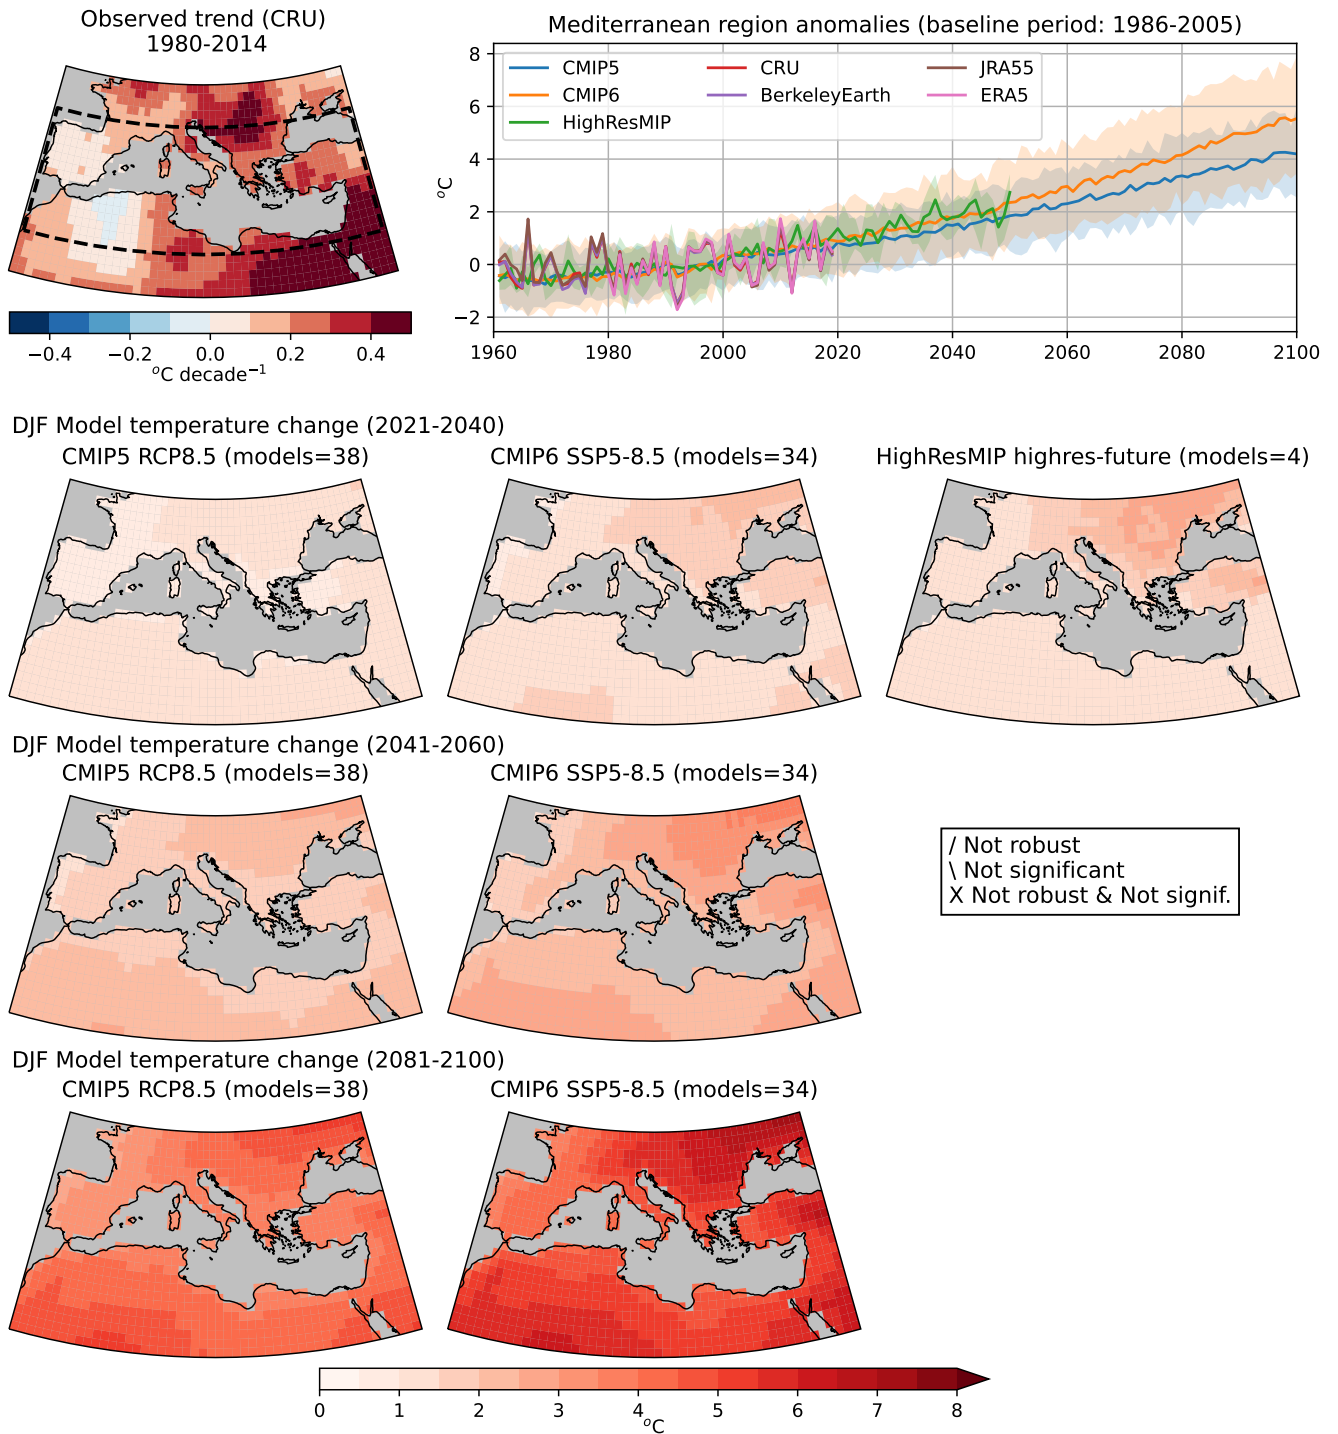 Observed trend (CRU)
1980-2014
−0.4 −0.2 0.0 0.2 0.4
°C decade⁻¹
Mediterranean region anomalies (baseline period: 1986-2005)
CMIP5 CRU JRA55
CMIP6 BerkeleyEarth ERA5
HighResMIP
8
6
4
2
0
−2
°C
1960 1980 2000 2020 2040 2060 2080 2100
DJF Model temperature change (2021-2040)
CMIP5 RCP8.5 (models=38) CMIP6 SSP5-8.5 (models=34) HighResMIP highres-future (models=4)
DJF Model temperature change (2041-2060)
CMIP5 RCP8.5 (models=38) CMIP6 SSP5-8.5 (models=34)
/ Not robust
\ Not significant
X Not robust & Not signif.
DJF Model temperature change (2081-2100)
CMIP5 RCP8.5 (models=38) CMIP6 SSP5-8.5 (models=34)
0 1 2 3 4 5 6 7 8
°C